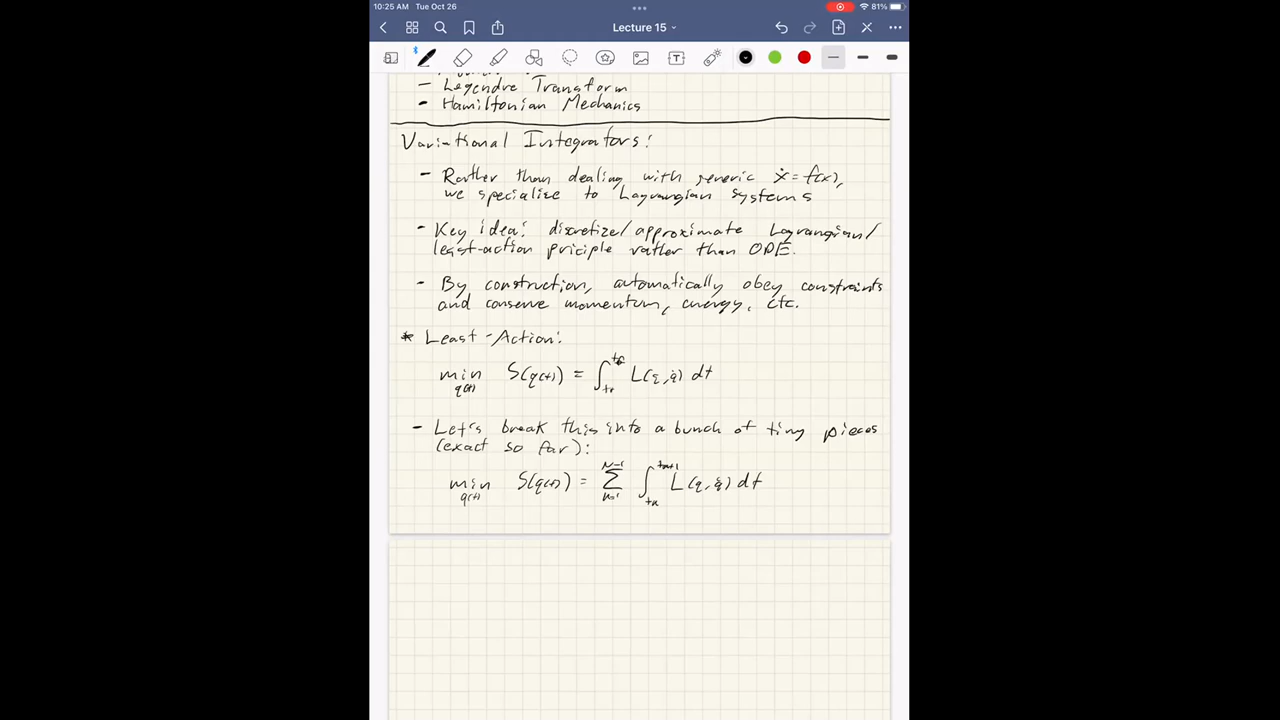 10:25 AM Tue Oct 26
81%
Lecture 15
- Legendre Transform
- Hamiltonian Mechanics
Variational Integrators:
- Rather than dealing with generic ẋ = f(x),
we specialize to Lagrangian systems
- Key idea: discretize/approximate Lagrangian/
least-action priciple rather than ODE.
- By construction, automatically obey constraints
and conserve momentum, energy, etc.
* Least-Action:
min S(q(t)) = ∫ L(q, q̇) dt
q(t)
- Let's break this into a bunch of tiny pieces
(exact so far):
min S(q(t)) = Σ ∫ L(q, q̇) dt
q(t)